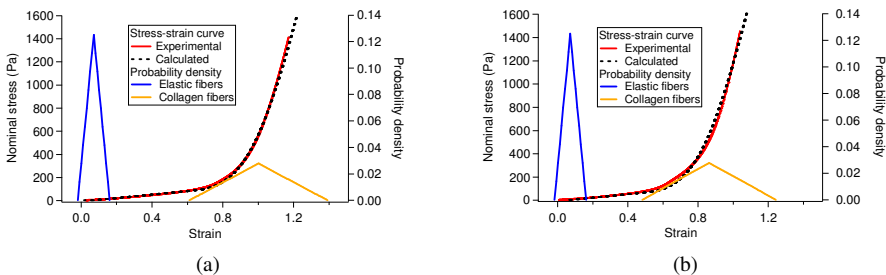 1600
1400
1200
1000
800
600
400
200
0
Nominal stress (Pa)
Stress-strain curve
Experimental
Calculated
Probability density
Elastic fibers
Collagen fibers
0.14
0.12
0.10
0.08
0.06
0.04
0.02
0.00
Probability density
0.0 0.4 0.8 1.2
Strain
(a)
1600
1400
1200
1000
800
600
400
200
0
Nominal stress (Pa)
Stress-strain curve
Experimental
Calculated
Probability density
Elastic fibers
Collagen fibers
0.14
0.12
0.10
0.08
0.06
0.04
0.02
0.00
Probability density
0.0 0.4 0.8 1.2
Strain
(b)